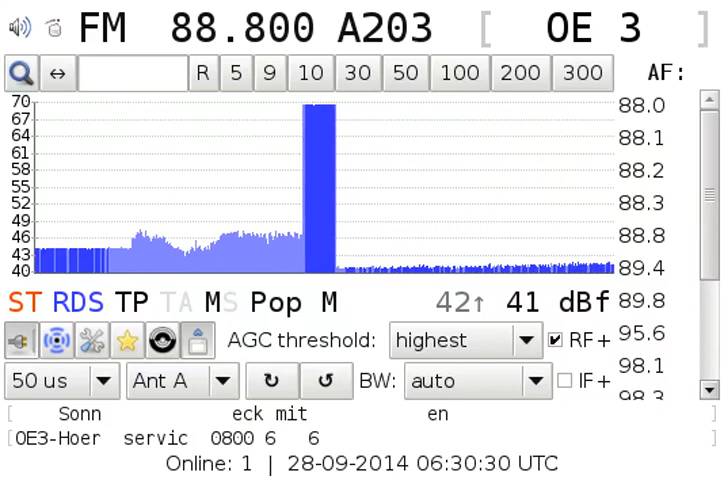 FM 88.800 A203 [ OE 3 ]
R 5 9 10 30 50 100 200 300 AF:
70
67
64
61
58
55
52
49
46
43
40
88.0
88.1
88.2
88.3
88.8
89.4
89.8
95.6
98.1
98.3
ST RDS TP TA MS Pop M 42↑ 41 dBf
AGC threshold: highest RF+
50 us Ant A BW: auto IF+
[ Sonn eck mit en ]
[OE3-Hoer servic 0800 6 6 ]
Online: 1 | 28-09-2014 06:30:30 UTC